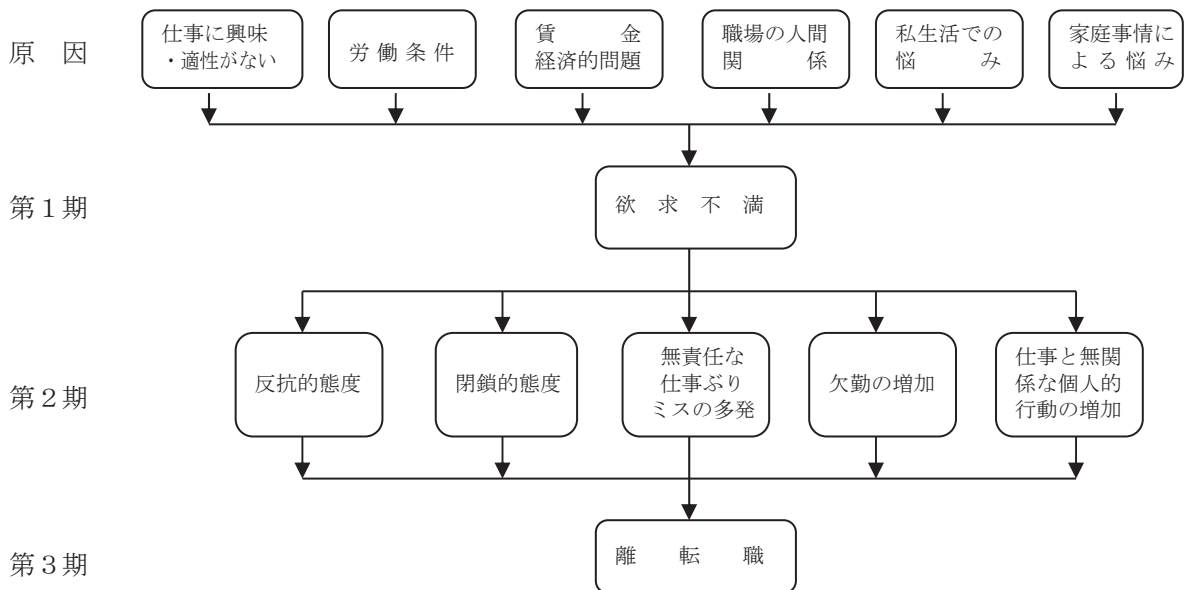 原　因
仕事に興味
・適性がない
労 働 条 件
賃　　　金
経済的問題
職場の人間
関　　　係
私生活での
悩　　　み
家庭事情に
よ る 悩 み
第１期
欲　求　不　満
第２期
反抗的態度
閉鎖的態度
無責任な
仕事ぶり
ミスの多発
欠勤の増加
仕事と無関
係な個人的
行動の増加
第３期
離　　転　　職